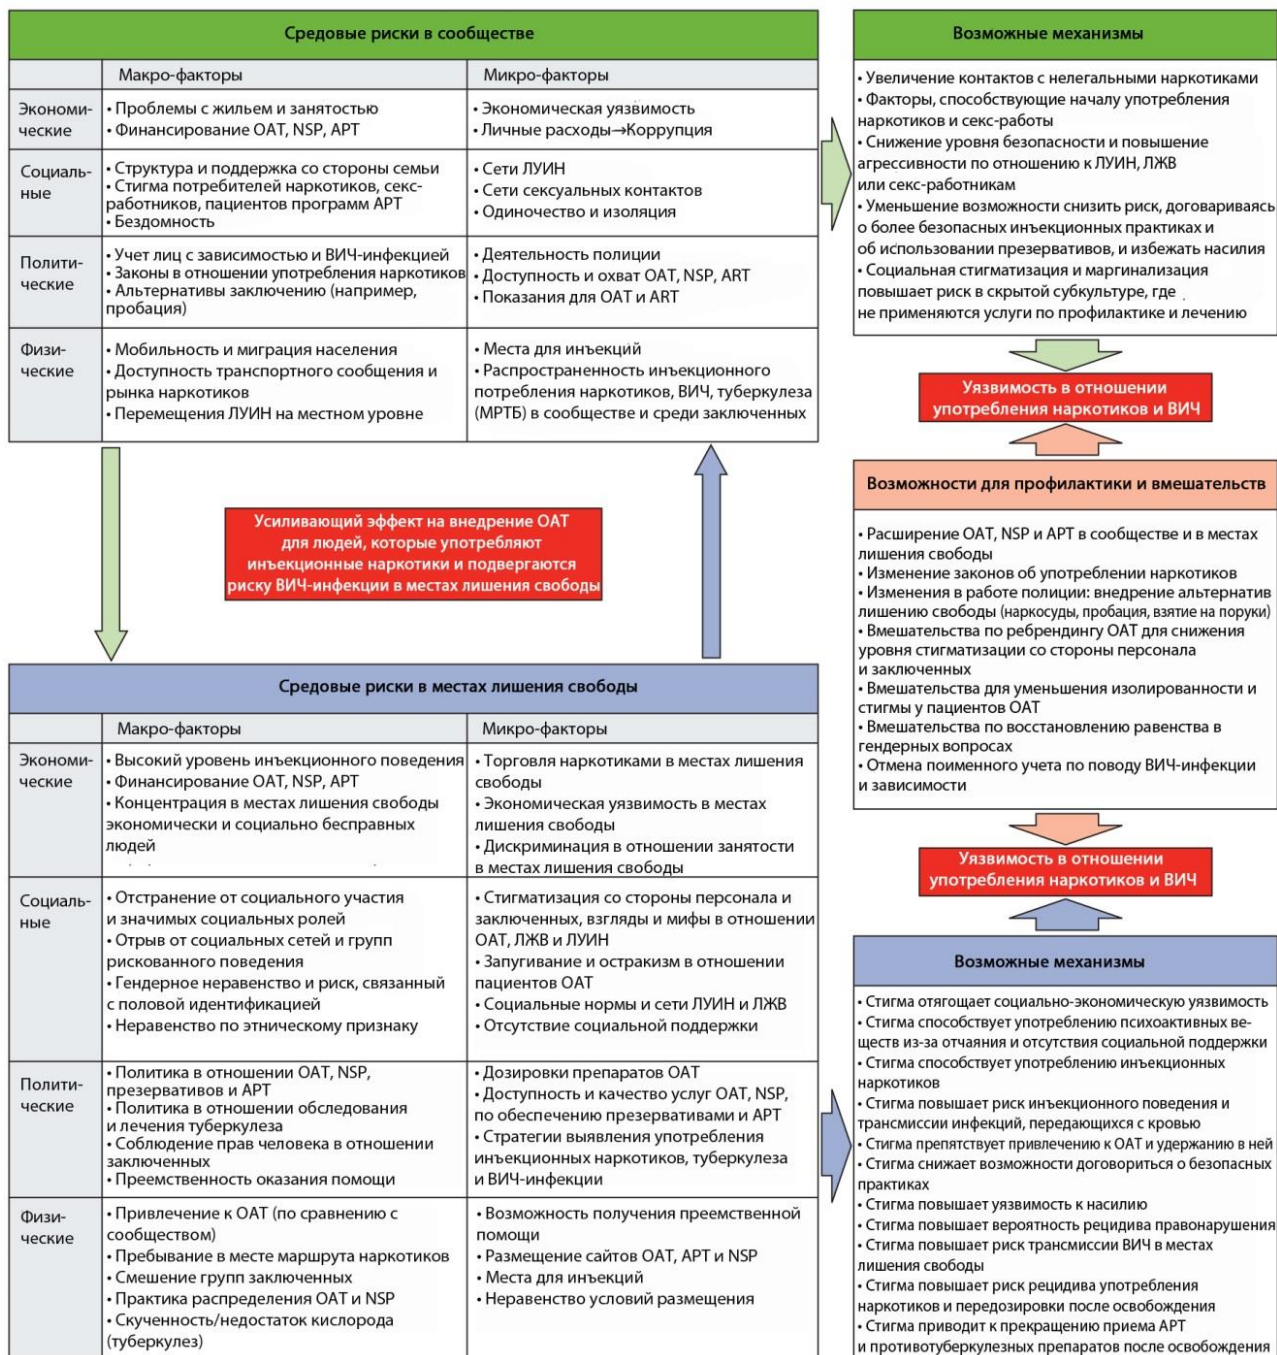 Средовые риски в сообществе
Макро-факторы
Микро-факторы
Экономи-
ческие
• Проблемы с жильем и занятостью
• Финансирование ОАТ, NSP, АРТ
• Экономическая уязвимость
• Личные расходы→Коррупция
Социаль-
ные
• Структура и поддержка со стороны семьи
• Стигма потребителей наркотиков, секс-
работников, пациентов программ АРТ
• Бездомность
• Сети ЛУИН
• Сети сексуальных контактов
• Одиночество и изоляция
Полити-
ческие
• Учет лиц с зависимостью и ВИЧ-инфекцией
• Законы в отношении употребления наркотиков
• Альтернативы заключению (например,
пробация)
• Деятельность полиции
• Доступность и охват ОАТ, NSP, ART
• Показания для ОАТ и ART
Физи-
ческие
• Мобильность и миграция населения
• Доступность транспортного сообщения и
рынка наркотиков
• Перемещения ЛУИН на местном уровне
• Места для инъекций
• Распространенность инъекционного
потребления наркотиков, ВИЧ, туберкулеза
(МРТБ) в сообществе и среди заключенных
Возможные механизмы
• Увеличение контактов с нелегальными наркотиками
• Факторы, способствующие началу употребления
наркотиков и секс-работы
• Снижение уровня безопасности и повышение
агрессивности по отношению к ЛУИН, ЛЖВ
или секс-работникам
• Уменьшение возможности снизить риск, договариваясь
о более безопасных инъекционных практиках и
об использовании презервативов, и избежать насилия
• Социальная стигматизация и маргинализация
повышает риск в скрытой субкультуре, где
не применяются услуги по профилактике и лечению
Уязвимость в отношении
употребления наркотиков и ВИЧ
Возможности для профилактики и вмешательств
• Расширение ОАТ, NSP и АРТ в сообществе и в местах
лишения свободы
• Изменение законов об употреблении наркотиков
• Изменения в работе полиции: внедрение альтернатив
лишению свободы (наркосуды, пробация, взятие на поруки)
• Вмешательства по ребрендингу ОАТ для снижения
уровня стигматизации со стороны персонала
и заключенных
• Вмешательства для уменьшения изолированности и
стигмы у пациентов ОАТ
• Вмешательства по восстановлению равенства в
гендерных вопросах
• Отмена поименного учета по поводу ВИЧ-инфекции
и зависимости
Уязвимость в отношении
употребления наркотиков и ВИЧ
Усиливающий эффект на внедрение ОАТ
для людей, которые употребляют
инъекционные наркотики и подвергаются
риску ВИЧ-инфекции в местах лишения свободы
Средовые риски в местах лишения свободы
Макро-факторы
Микро-факторы
Экономи-
ческие
• Высокий уровень инъекционного поведения
• Финансирование ОАТ, NSP, АРТ
• Концентрация в местах лишения свободы
экономически и социально бесправных
людей
• Торговля наркотиками в местах лишения
свободы
• Экономическая уязвимость в местах
лишения свободы
• Дискриминация в отношении занятости
в местах лишения свободы
Социаль-
ные
• Отстранение от социального участия
и значимых социальных ролей
• Отрыв от социальных сетей и групп
рискованного поведения
• Гендерное неравенство и риск, связанный
с половой идентификацией
• Неравенство по этническому признаку
• Стигматизация со стороны персонала и
заключенных, взгляды и мифы в отношении
ОАТ, ЛЖВ и ЛУИН
• Запугивание и остракизм в отношении
пациентов ОАТ
• Социальные нормы и сети ЛУИН и ЛЖВ
• Отсутствие социальной поддержки
Полити-
ческие
• Политика в отношении ОАТ, NSP,
презервативов и АРТ
• Политика в отношении обследования
и лечения туберкулеза
• Соблюдение прав человека в отношении
заключенных
• Преемственность оказания помощи
• Дозировки препаратов ОАТ
• Доступность и качество услуг ОАТ, NSP,
по обеспечению презервативами и АРТ
• Стратегии выявления употребления
инъекционных наркотиков, туберкулеза
и ВИЧ-инфекции
Физи-
ческие
• Привлечение к ОАТ (по сравнению с
сообществом)
• Пребывание в месте маршрута наркотиков
• Смешение групп заключенных
• Практика распределения ОАТ и NSP
• Скученность/недостаток кислорода
(туберкулез)
• Возможность получения преемственной
помощи
• Размещение сайтов ОАТ, АРТ и NSP
• Места для инъекций
• Неравенство условий размещения
Возможные механизмы
• Стигма отягощает социально-экономическую уязвимость
• Стигма способствует употреблению психоактивных ве-
ществ из-за отчаяния и отсутствия социальной поддержки
• Стигма способствует употреблению инъекционных
наркотиков
• Стигма повышает риск инъекционного поведения и
трансмиссии инфекций, передающихся с кровью
• Стигма препятствует привлечению к ОАТ и удержанию в ней
• Стигма снижает возможности договориться о безопасных
практиках
• Стигма повышает уязвимость к насилию
• Стигма повышает вероятность рецидива правонарушения
• Стигма повышает риск трансмиссии ВИЧ в местах
лишения свободы
• Стигма повышает риск рецидива употребления
наркотиков и передозировки после освобождения
• Стигма приводит к прекращению приема АРТ
и противотуберкулезных препаратов после освобождения